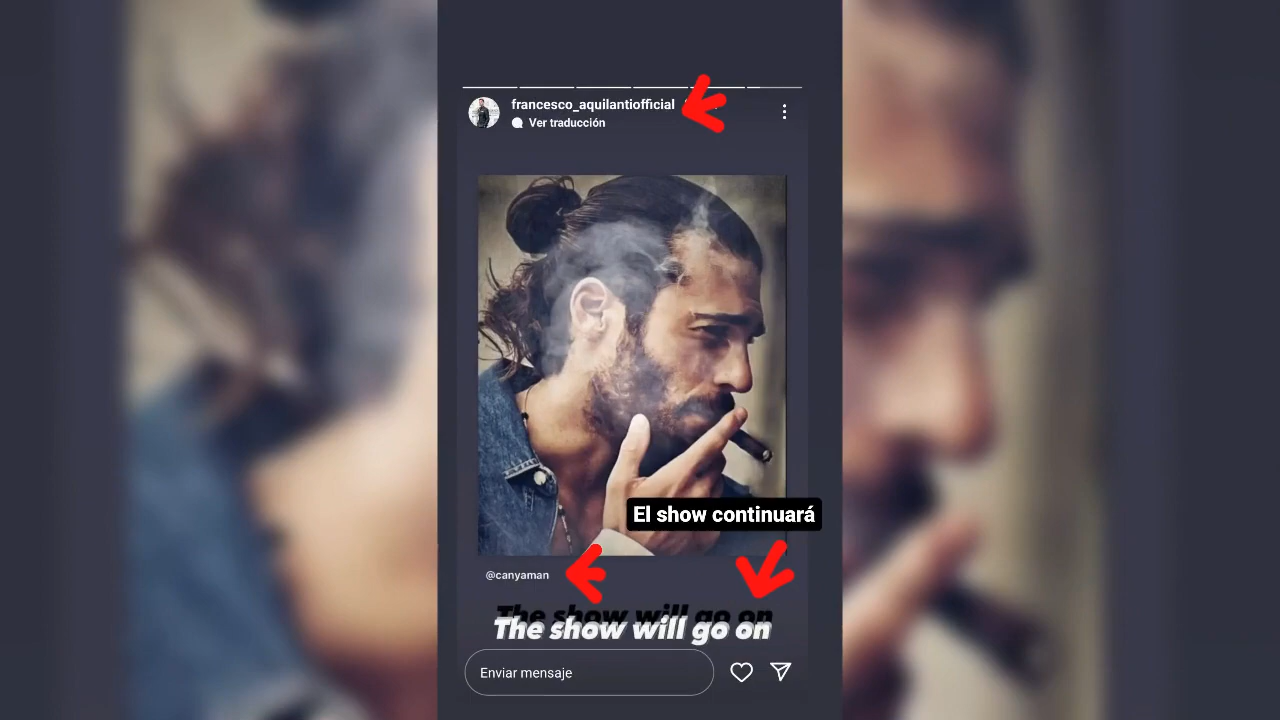 francesco_aquilantiofficial
Ver traducción
El show continuará
@canyaman
The show will go on
Enviar mensaje